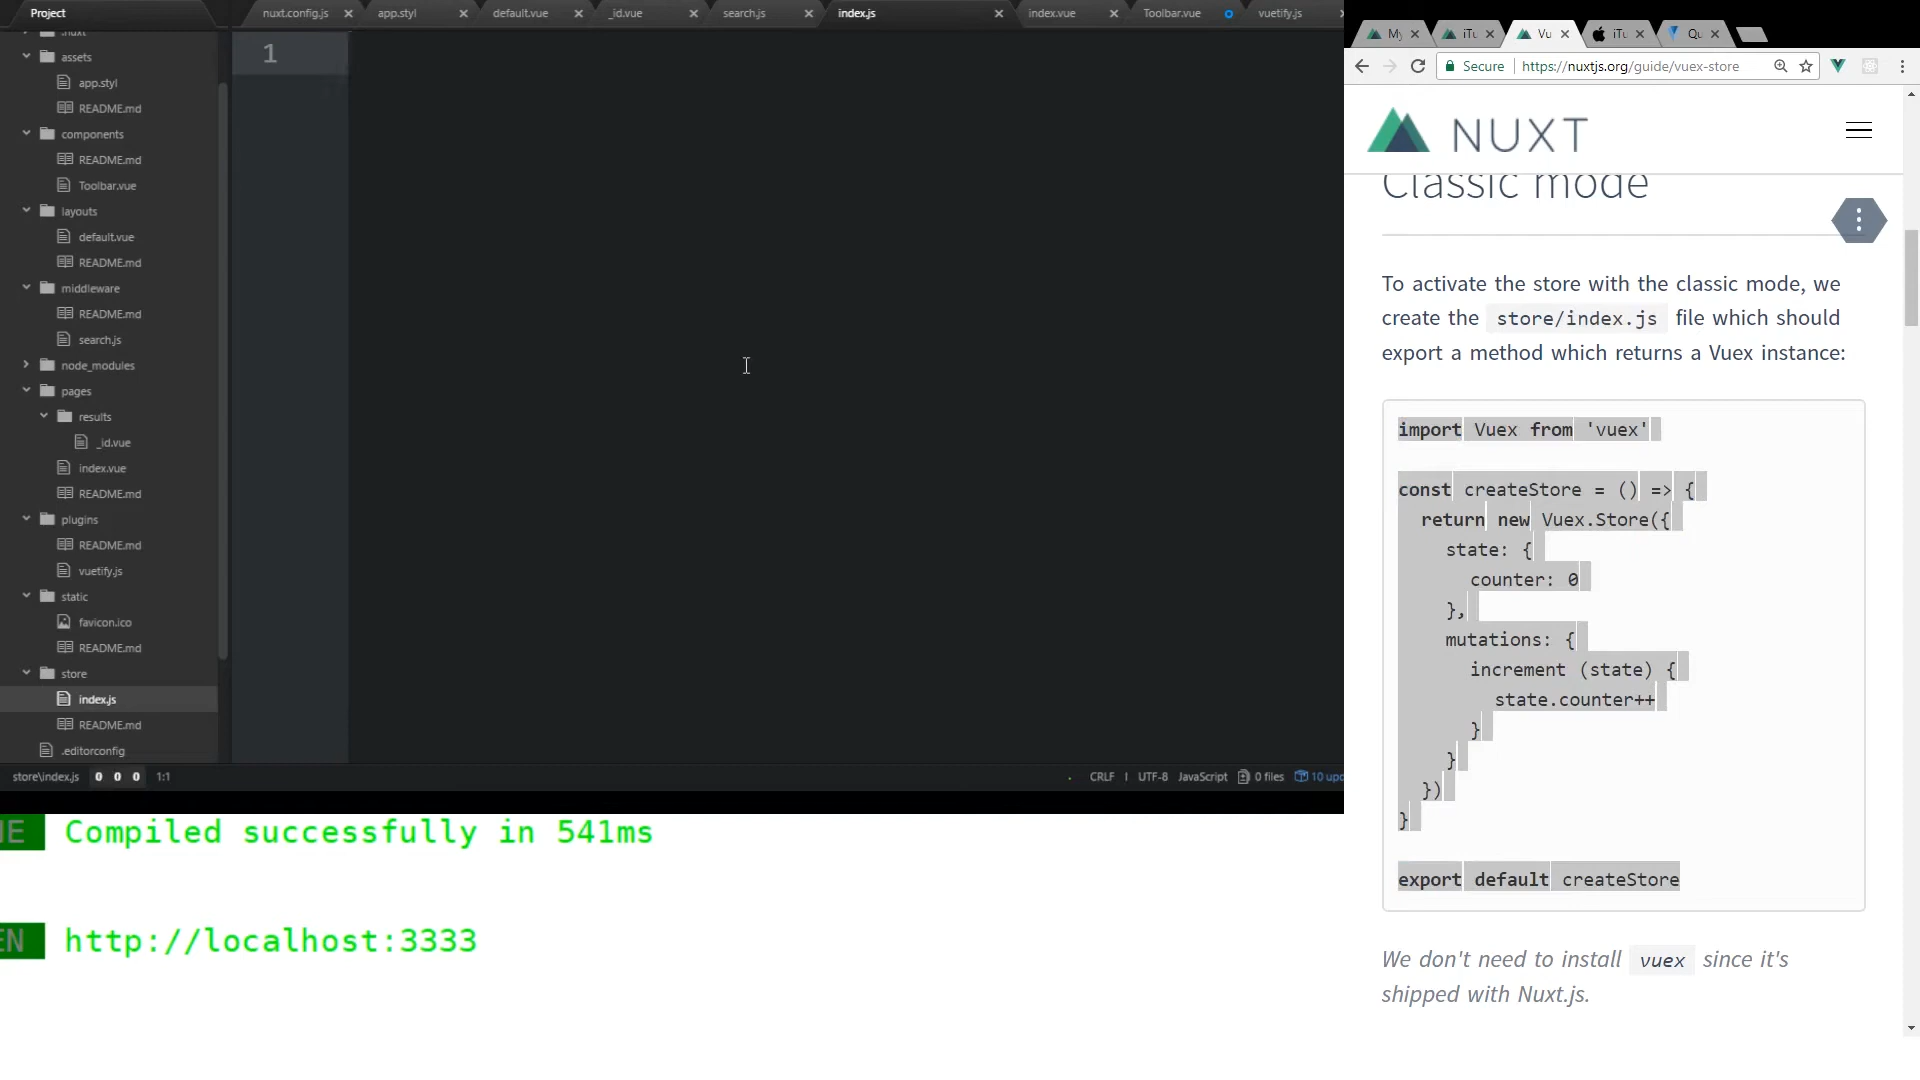 Project
nuxt.config.js
app.styl
default.vue
_id.vue
search.js
index.js
index.vue
Toolbar.vue
vuetify.js
.nuxt
assets
app.styl
README.md
components
README.md
Toolbar.vue
layouts
default.vue
README.md
middleware
README.md
search.js
node_modules
pages
results
_id.vue
index.vue
README.md
plugins
README.md
vuetify.js
static
favicon.ico
README.md
store
index.js
README.md
.editorconfig
1
store\index.js 0 0 0 1:1
CRLF UTF-8 JavaScript 0 files 10 upd
Compiled successfully in 541ms
http://localhost:3333
My
iTu
Vu
iTu
Qu
Secure https://nuxtjs.org/guide/vuex-store
NUXT
Classic mode
To activate the store with the classic mode, we
create the store/index.js file which should
export a method which returns a Vuex instance:
import Vuex from 'vuex'
const createStore = () => {
return new Vuex.Store({
state: {
counter: 0
},
mutations: {
increment (state) {
state.counter++
}
}
})
}
export default createStore
We don't need to install vuex since it's
shipped with Nuxt.js.